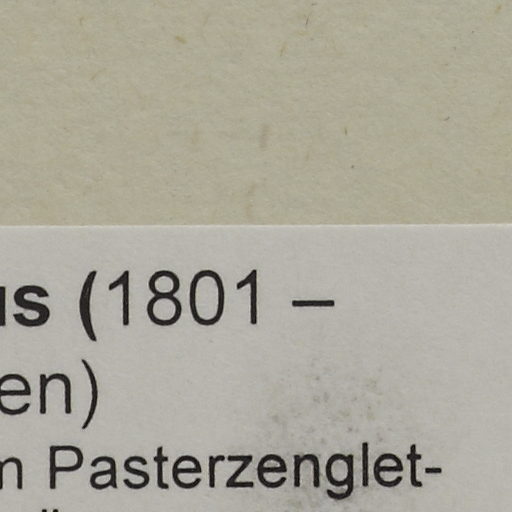 us (1801 –
en)
m Pasterzenglet-